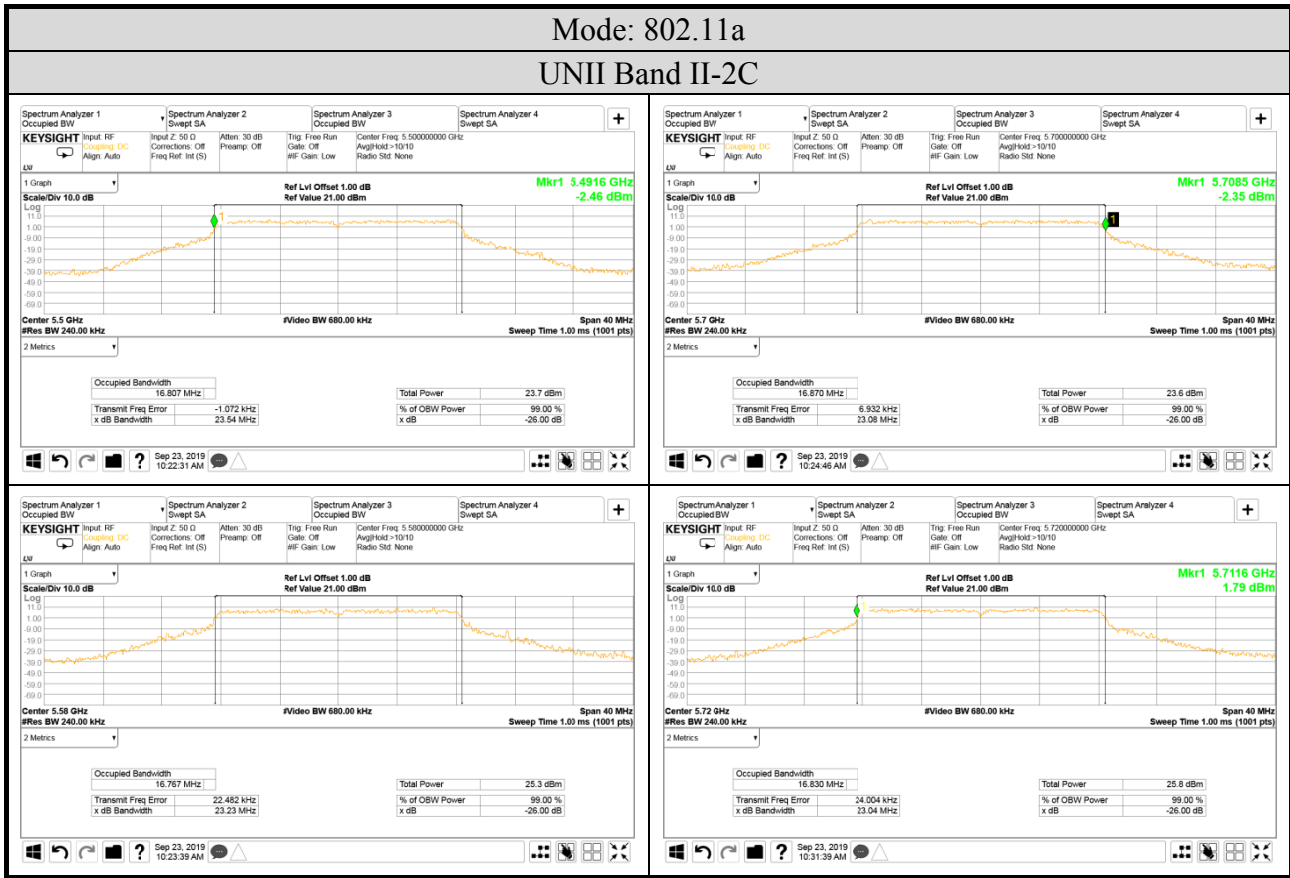 Mode: 802.11a
UNII Band II-2C
Spectrum Analyzer 1 Spectrum Analyzer 2 Spectrum Analyzer 3 Spectrum Analyzer 4 +
Occupied BW Swept SA Occupied BW Swept SA
KEYSIGHT Input: RF Input Z: 50 Ω Atten: 30 dB Trig: Free Run Center Freq: 5.500000000 GHz
Coupling: DC Corrections: Off Preamp: Off Gate: Off Avg|Hold:>10/10
Align: Auto Freq Ref: Int (S) #IF Gain: Low Radio Std: None
LXI
1 Graph Ref Lvl Offset 1.00 dB Mkr1 5.4916 GHz
Scale/Div 10.0 dB Ref Value 21.00 dBm -2.46 dBm
Log
11.0 1
1.00
-9.00
-19.0
-29.0
-39.0
-49.0
-59.0
-69.0
Center 5.5 GHz #Video BW 680.00 kHz Span 40 MHz
#Res BW 240.00 kHz Sweep Time 1.00 ms (1001 pts)
2 Metrics
Occupied Bandwidth
16.807 MHz Total Power 23.7 dBm
Transmit Freq Error -1.072 kHz % of OBW Power 99.00 %
x dB Bandwidth 23.54 MHz x dB -26.00 dB
? Sep 23, 2019
10:22:31 AM
Spectrum Analyzer 1 Spectrum Analyzer 2 Spectrum Analyzer 3 Spectrum Analyzer 4 +
Occupied BW Swept SA Occupied BW Swept SA
KEYSIGHT Input: RF Input Z: 50 Ω Atten: 30 dB Trig: Free Run Center Freq: 5.700000000 GHz
Coupling: DC Corrections: Off Preamp: Off Gate: Off Avg|Hold:>10/10
Align: Auto Freq Ref: Int (S) #IF Gain: Low Radio Std: None
LXI
1 Graph Ref Lvl Offset 1.00 dB Mkr1 5.7085 GHz
Scale/Div 10.0 dB Ref Value 21.00 dBm -2.35 dBm
Log
11.0 1
1.00
-9.00
-19.0
-29.0
-39.0
-49.0
-59.0
-69.0
Center 5.7 GHz #Video BW 680.00 kHz Span 40 MHz
#Res BW 240.00 kHz Sweep Time 1.00 ms (1001 pts)
2 Metrics
Occupied Bandwidth
16.870 MHz Total Power 23.6 dBm
Transmit Freq Error 6.932 kHz % of OBW Power 99.00 %
x dB Bandwidth 23.08 MHz x dB -26.00 dB
? Sep 23, 2019
10:24:46 AM
Spectrum Analyzer 1 Spectrum Analyzer 2 Spectrum Analyzer 3 Spectrum Analyzer 4 +
Occupied BW Swept SA Occupied BW Swept SA
KEYSIGHT Input: RF Input Z: 50 Ω Atten: 30 dB Trig: Free Run Center Freq: 5.580000000 GHz
Coupling: DC Corrections: Off Preamp: Off Gate: Off Avg|Hold:>10/10
Align: Auto Freq Ref: Int (S) #IF Gain: Low Radio Std: None
LXI
1 Graph Ref Lvl Offset 1.00 dB
Scale/Div 10.0 dB Ref Value 21.00 dBm
Log
11.0
1.00
-9.00
-19.0
-29.0
-39.0
-49.0
-59.0
-69.0
Center 5.58 GHz #Video BW 680.00 kHz Span 40 MHz
#Res BW 240.00 kHz Sweep Time 1.00 ms (1001 pts)
2 Metrics
Occupied Bandwidth
16.767 MHz Total Power 25.3 dBm
Transmit Freq Error 22.482 kHz % of OBW Power 99.00 %
x dB Bandwidth 23.23 MHz x dB -26.00 dB
? Sep 23, 2019
10:23:39 AM
Spectrum Analyzer 1 Spectrum Analyzer 2 Spectrum Analyzer 3 Spectrum Analyzer 4 +
Occupied BW Swept SA Occupied BW Swept SA
KEYSIGHT Input: RF Input Z: 50 Ω Atten: 30 dB Trig: Free Run Center Freq: 5.720000000 GHz
Coupling: DC Corrections: Off Preamp: Off Gate: Off Avg|Hold:>10/10
Align: Auto Freq Ref: Int (S) #IF Gain: Low Radio Std: None
LXI
1 Graph Ref Lvl Offset 1.00 dB Mkr1 5.7116 GHz
Scale/Div 10.0 dB Ref Value 21.00 dBm 1.79 dBm
Log
11.0 1
1.00
-9.00
-19.0
-29.0
-39.0
-49.0
-59.0
-69.0
Center 5.72 GHz #Video BW 680.00 kHz Span 40 MHz
#Res BW 240.00 kHz Sweep Time 1.00 ms (1001 pts)
2 Metrics
Occupied Bandwidth
16.830 MHz Total Power 25.8 dBm
Transmit Freq Error 24.004 kHz % of OBW Power 99.00 %
x dB Bandwidth 23.04 MHz x dB -26.00 dB
? Sep 23, 2019
10:31:39 AM